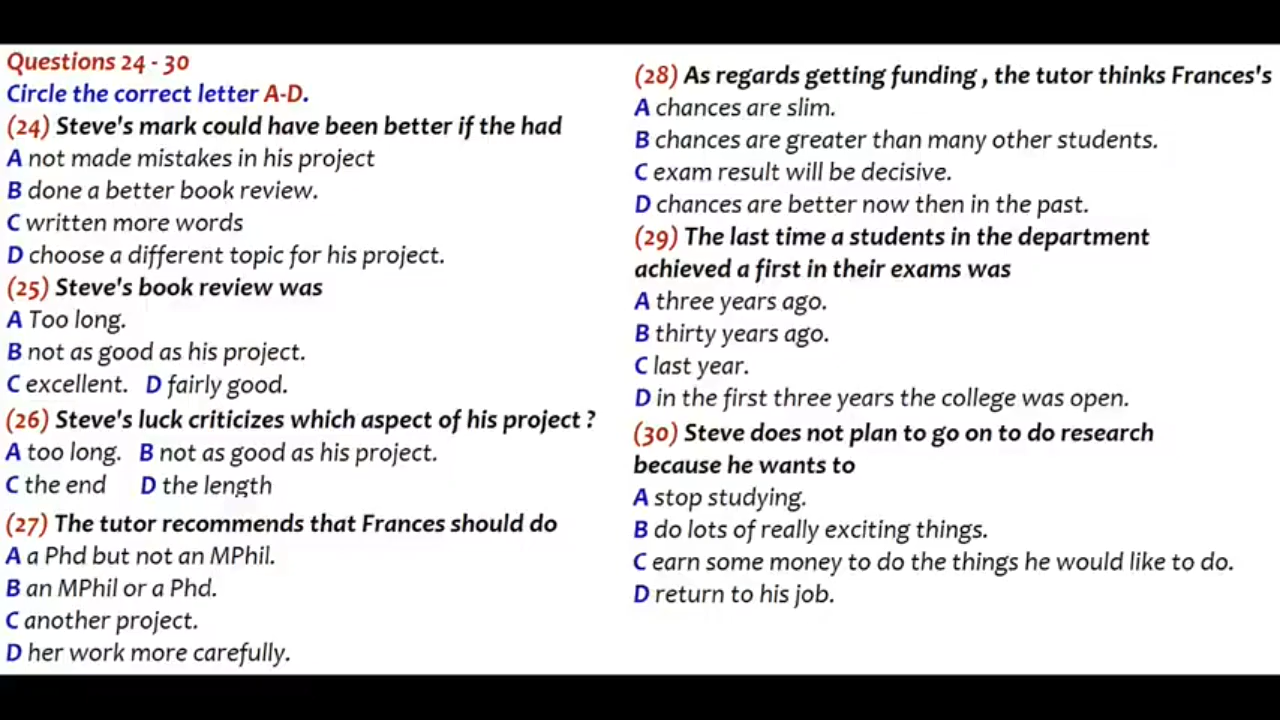 Questions 24 - 30
Circle the correct letter A-D.
(24) Steve's mark could have been better if the had
A not made mistakes in his project
B done a better book review.
C written more words
D choose a different topic for his project.
(25) Steve's book review was
A Too long.
B not as good as his project.
C excellent. D fairly good.
(26) Steve's luck criticizes which aspect of his project ?
A too long. B not as good as his project.
C the end D the length
(27) The tutor recommends that Frances should do
A a Phd but not an MPhil.
B an MPhil or a Phd.
C another project.
D her work more carefully.
(28) As regards getting funding , the tutor thinks Frances's
A chances are slim.
B chances are greater than many other students.
C exam result will be decisive.
D chances are better now then in the past.
(29) The last time a students in the department
achieved a first in their exams was
A three years ago.
B thirty years ago.
C last year.
D in the first three years the college was open.
(30) Steve does not plan to go on to do research
because he wants to
A stop studying.
B do lots of really exciting things.
C earn some money to do the things he would like to do.
D return to his job.